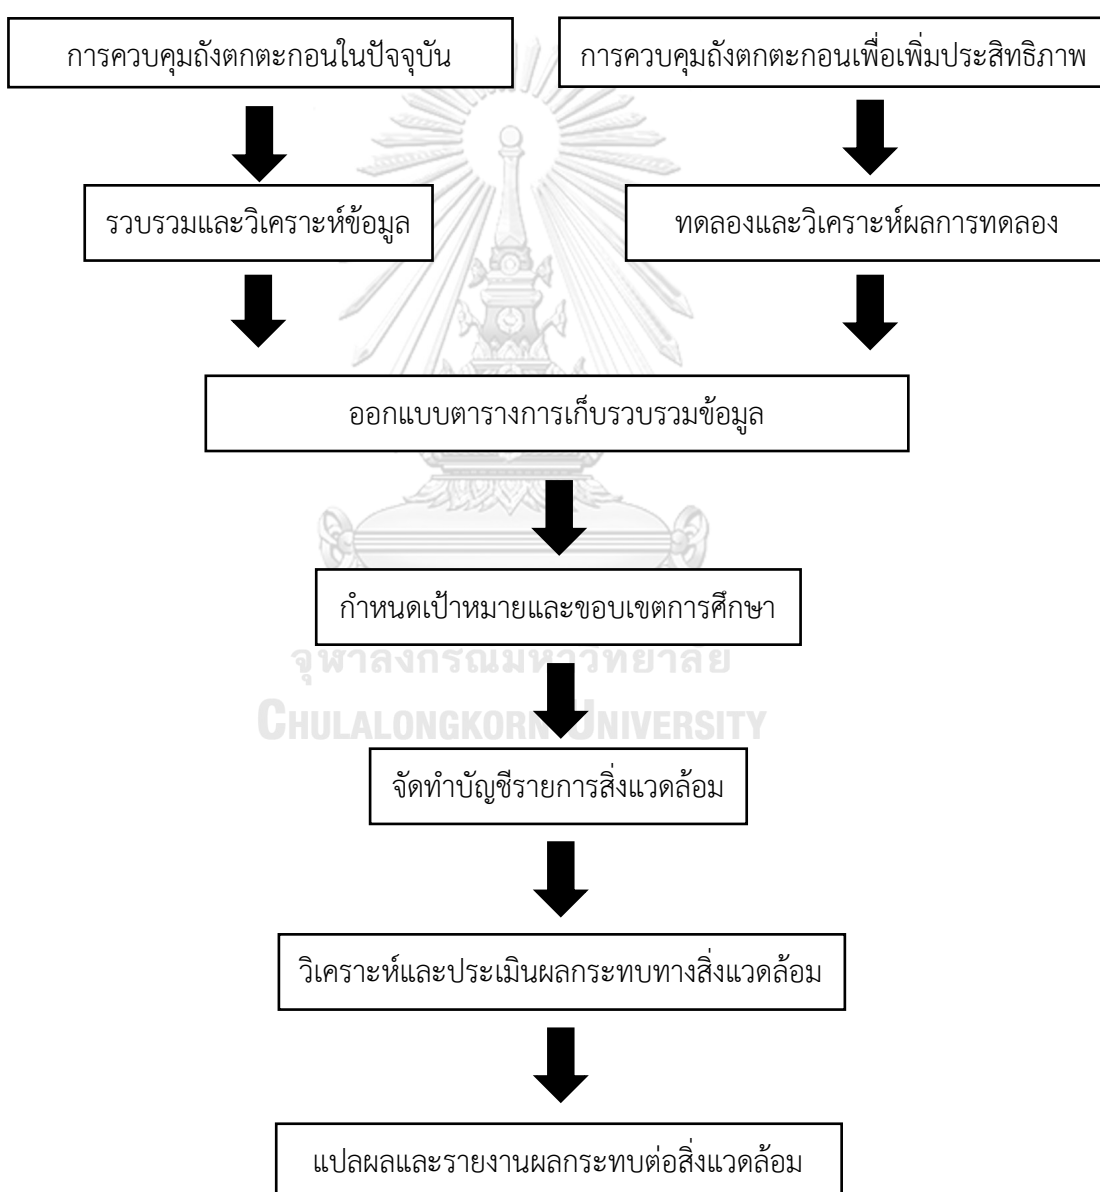 การควบคุมถังตกตะกอนในปัจจุบัน
การควบคุมถังตกตะกอนเพื่อเพิ่มประสิทธิภาพ
รวบรวมและวิเคราะห์ข้อมูล
ทดลองและวิเคราะห์ผลการทดลอง
ออกแบบตารางการเก็บรวบรวมข้อมูล
กำหนดเป้าหมายและขอบเขตการศึกษา
จุฬาลงกรณ์มหาวิทยาลัย
CHULALONGKORN UNIVERSITY
จัดทำบัญชีรายการสิ่งแวดล้อม
วิเคราะห์และประเมินผลกระทบทางสิ่งแวดล้อม
แปลผลและรายงานผลกระทบต่อสิ่งแวดล้อม